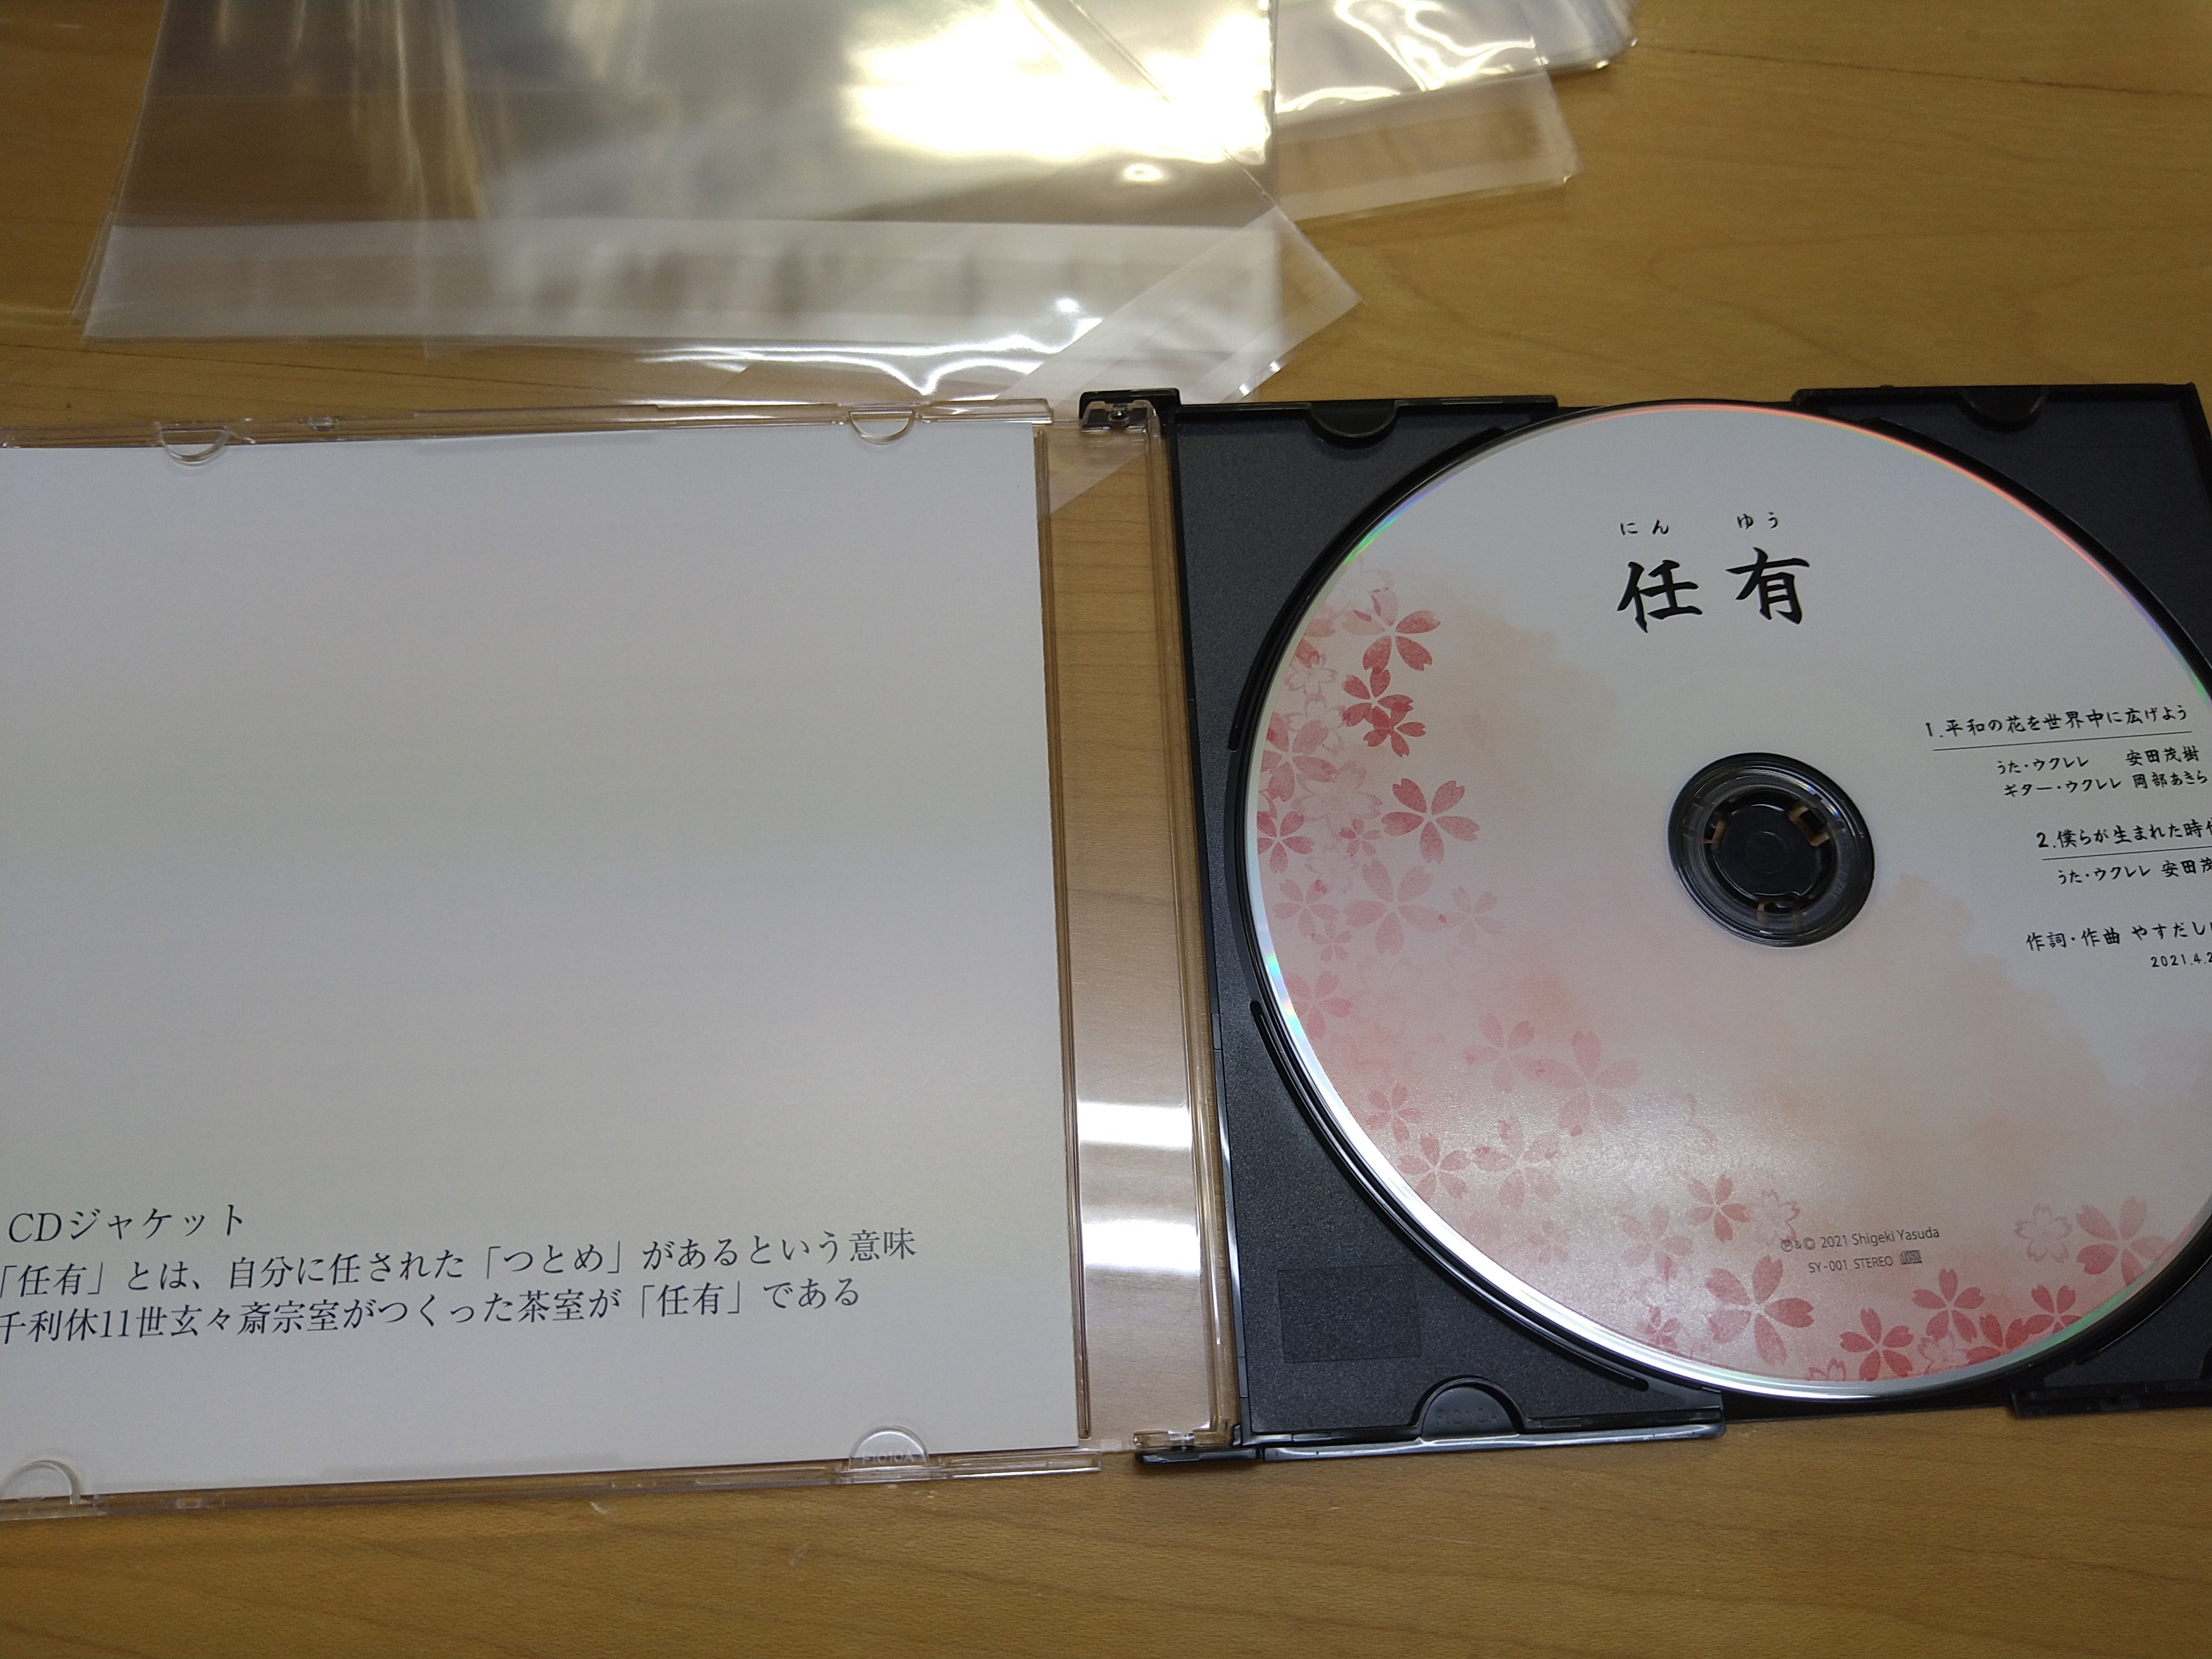 CDジャケット
「任有」とは、自分に任された「つとめ」があるという意味
千利休11世玄々斎宗室がつくった茶室が「任有」である
にん ゆう
任有
1.平和の花を世界中に広げよう
うた・ウクレレ 安田茂樹
ギター・ウクレレ 岡部あきら
2.僕らが生まれた時
うた・ウクレレ 安田
作詞・作曲 やすだし
2021.4.2
℗&© 2021 Shigeki Yasuda
SY-001 STEREO